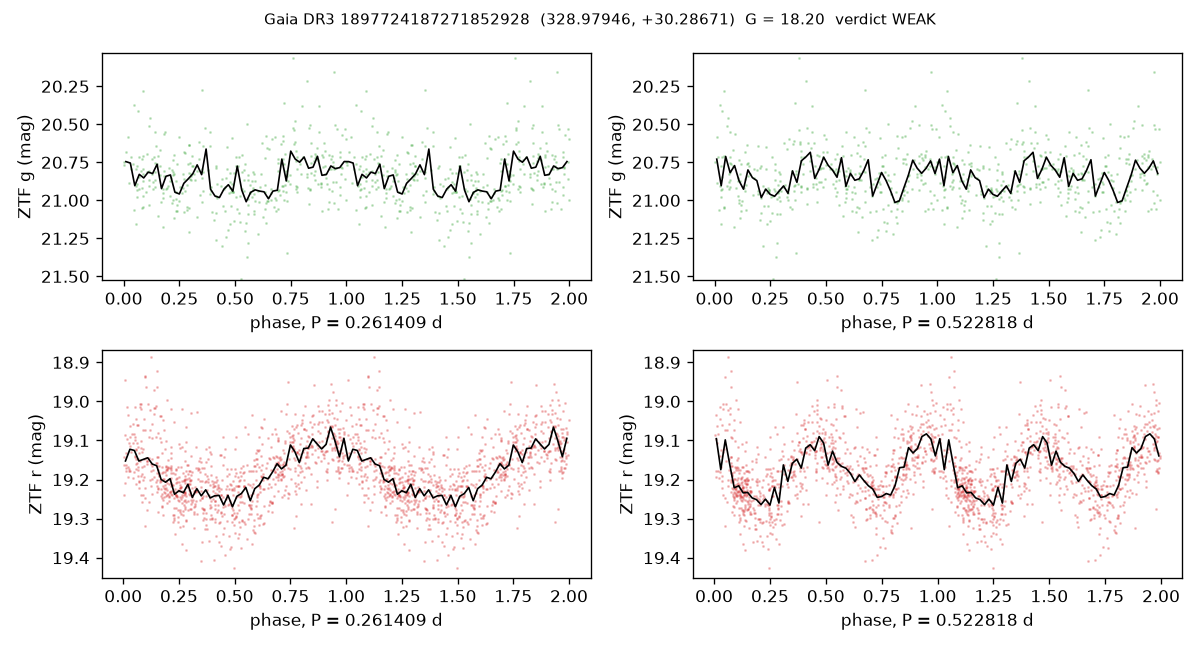 Gaia DR3 1897724187271852928 (328.97946, +30.28671) G = 18.20 verdict WEAK
ZTF g (mag)
20.25
20.50
20.75
21.00
21.25
21.50
0.00 0.25 0.50 0.75 1.00 1.25 1.50 1.75 2.00
phase, P = 0.261409 d
ZTF g (mag)
20.25
20.50
20.75
21.00
21.25
21.50
0.00 0.25 0.50 0.75 1.00 1.25 1.50 1.75 2.00
phase, P = 0.522818 d
ZTF r (mag)
18.9
19.0
19.1
19.2
19.3
19.4
0.00 0.25 0.50 0.75 1.00 1.25 1.50 1.75 2.00
phase, P = 0.261409 d
ZTF r (mag)
18.9
19.0
19.1
19.2
19.3
19.4
0.00 0.25 0.50 0.75 1.00 1.25 1.50 1.75 2.00
phase, P = 0.522818 d